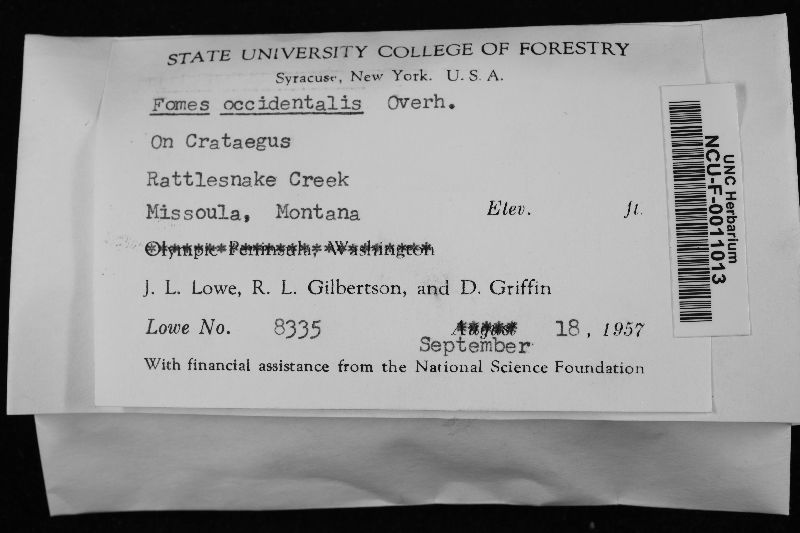 STATE UNIVERSITY COLLEGE OF FORESTRY
Syracuse, New York. U. S. A.
Fomes occidentalis Overh.
On Crataegus
Rattlesnake Creek
Missoula, Montana Elev. ft.
Olympic Peninsula, Washington
J. L. Lowe, R. L. Gilbertson, and D. Griffin
Lowe No. 8335 August 18, 1957
September
With financial assistance from the National Science Foundation
UNC Herbarium
NCU-F-0011013